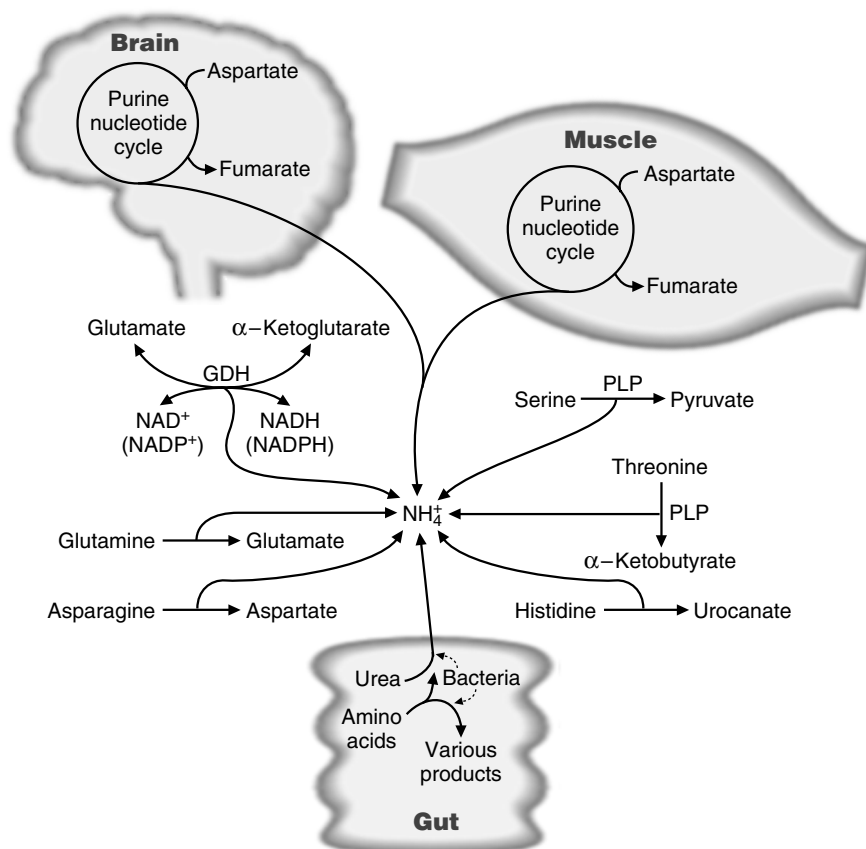 Brain
Aspartate
Purine
nucleotide
cycle
Fumarate
Muscle
Aspartate
Purine
nucleotide
cycle
Fumarate
Glutamate
α–Ketoglutarate
GDH
NAD⁺
(NADP⁺)
NADH
(NADPH)
Serine
PLP
Pyruvate
Threonine
PLP
α–Ketobutyrate
NH₄⁺
Glutamine
Glutamate
Asparagine
Aspartate
Histidine
Urocanate
Urea
Bacteria
Amino
acids
Various
products
Gut